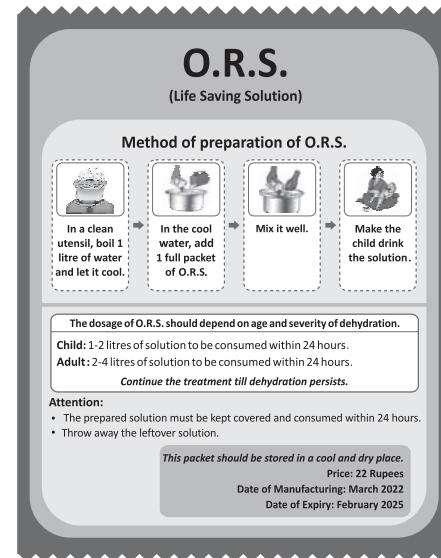 O.R.S.
(Life Saving Solution)
Method of preparation of O.R.S.
In a clean
utensil, boil 1
litre of water
and let it cool.
In the cool
water, add
1 full packet
of O.R.S.
Mix it well.
Make the
child drink
the solution.
The dosage of O.R.S. should depend on age and severity of dehydration.
Child: 1-2 litres of solution to be consumed within 24 hours.
Adult: 2-4 litres of solution to be consumed within 24 hours.
Continue the treatment till dehydration persists.
Attention:
• The prepared solution must be kept covered and consumed within 24 hours.
• Throw away the leftover solution.
This packet should be stored in a cool and dry place.
Price: 22 Rupees
Date of Manufacturing: March 2022
Date of Expiry: February 2025